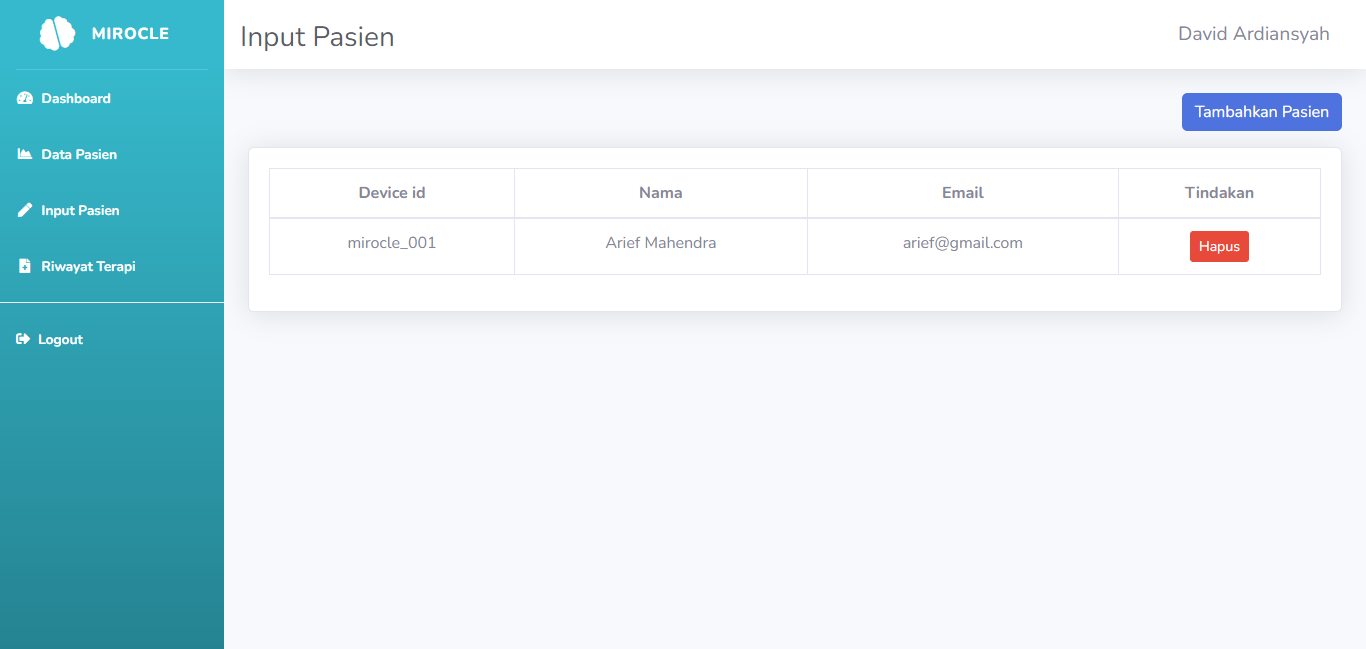 MIROCLE
Input Pasien
David Ardiansyah
Dashboard
Data Pasien
Input Pasien
Riwayat Terapi
Logout
Tambahkan Pasien
Device id Nama Email Tindakan
mirocle_001 Arief Mahendra arief@gmail.com Hapus